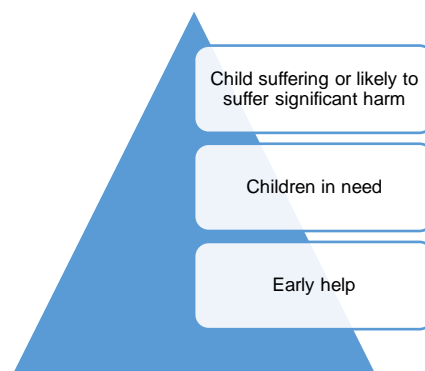 Child suffering or likely to
suffer significant harm
Children in need
Early help